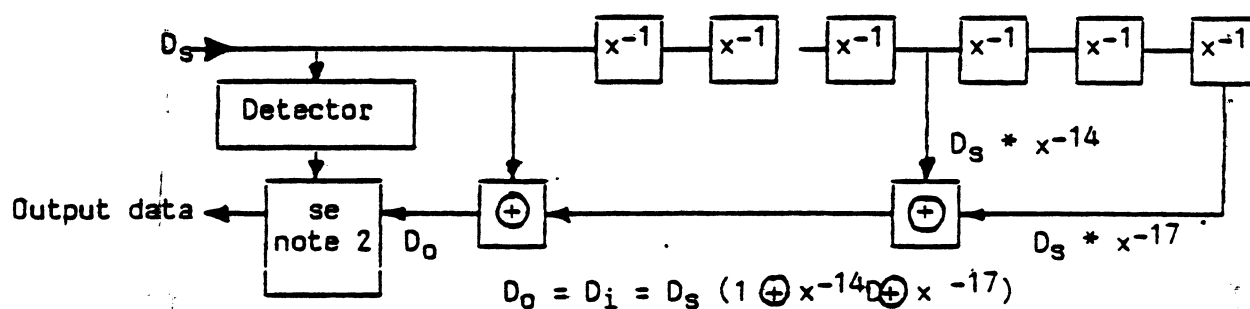 Dₛ x⁻¹ x⁻¹ x⁻¹ x⁻¹ x⁻¹ x⁻¹
Detector
Dₛ * x⁻¹⁴
Output data se ⊕ ⊕
note 2 Dₒ Dₛ * x⁻¹⁷
Dₒ = Dᵢ = Dₛ (1 ⊕ x⁻¹⁴D⊕ x ⁻¹⁷)